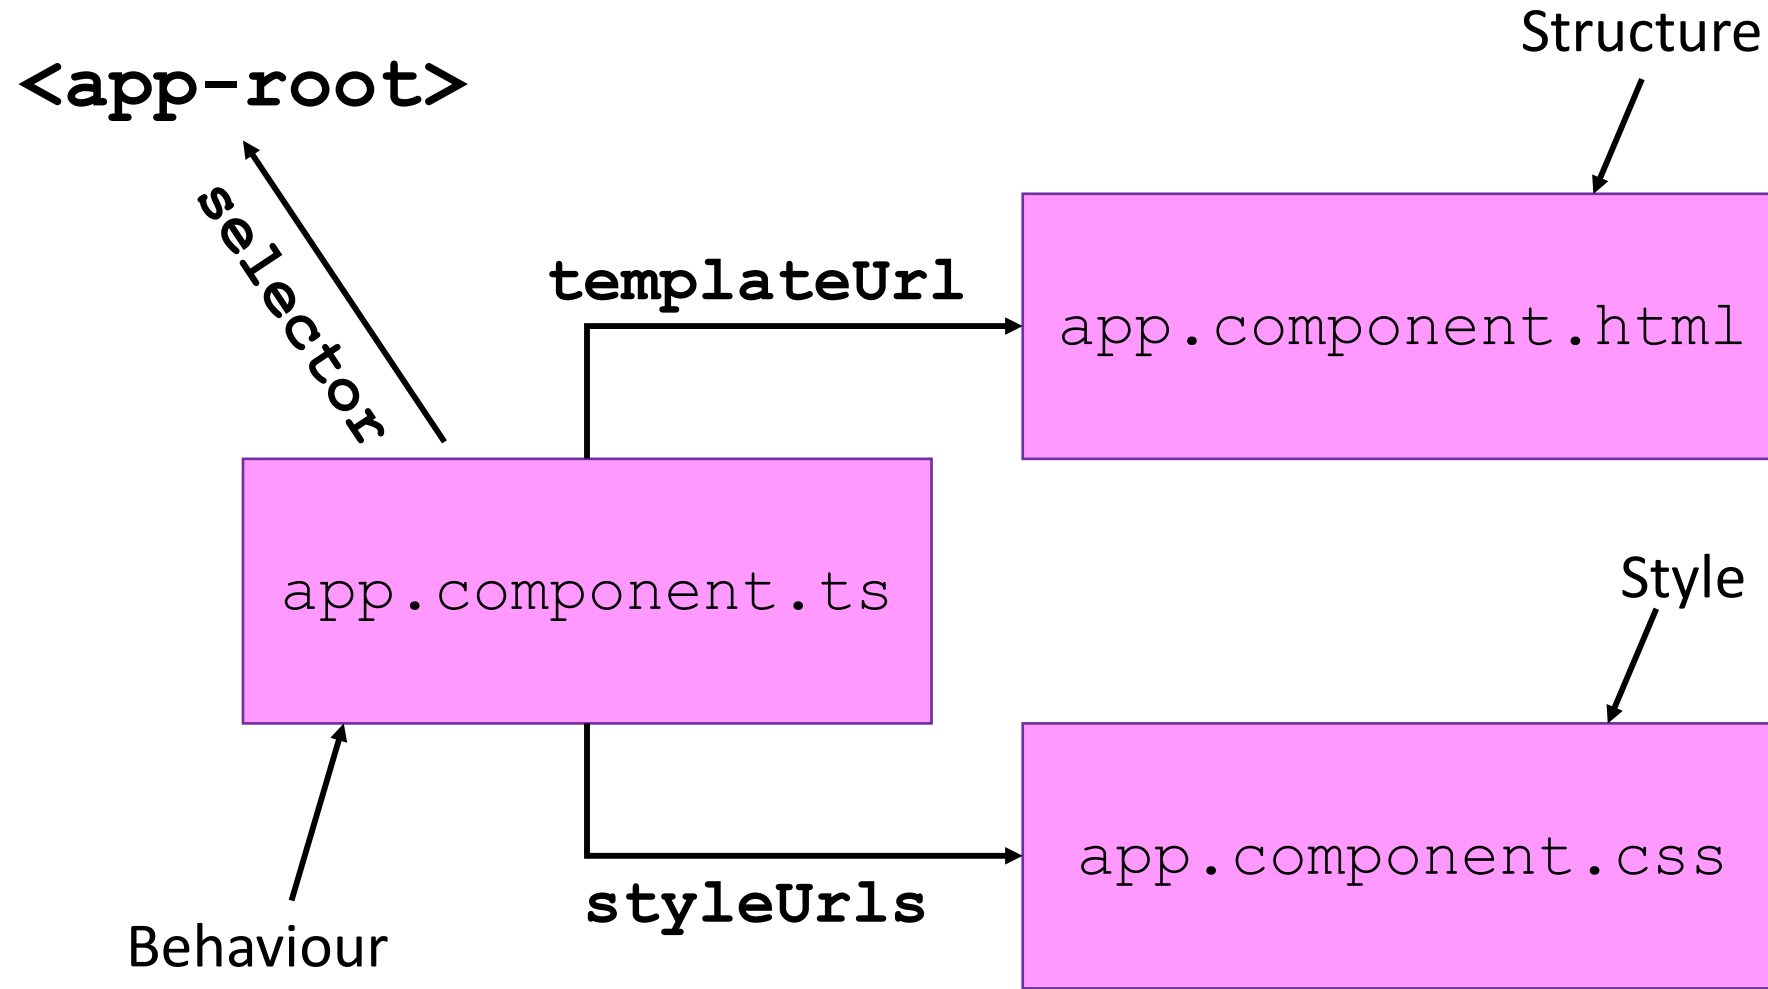 Structure
<app-root>
selector
templateUrl
app.component.html
app.component.ts
Style
app.component.css
styleUrls
Behaviour